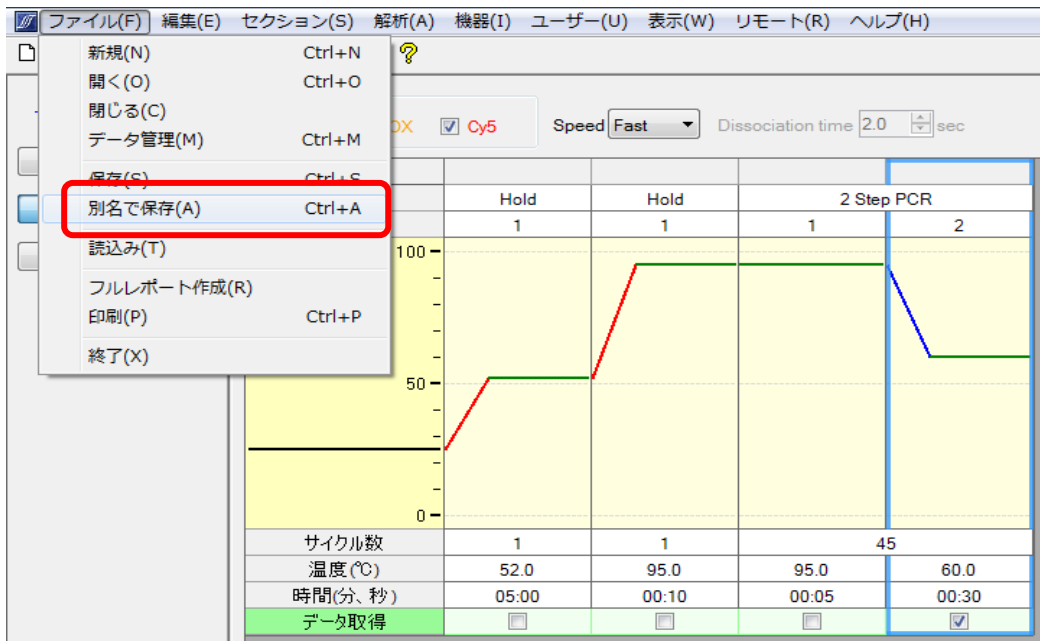 ファイル(F) 編集(E) セクション(S) 解析(A) 機器(I) ユーザー(U) 表示(W) リモート(R) ヘルプ(H)
新規(N) Ctrl+N
開く(O) Ctrl+O
閉じる(C)
データ管理(M) Ctrl+M
保存(S) Ctrl+S
別名で保存(A) Ctrl+A
読込み(T)
フルレポート作成(R)
印刷(P) Ctrl+P
終了(X)
OX Cy5 Speed Fast Dissociation time 2.0 sec
Hold Hold 2 Step PCR
1 1 1 2
100
50
0
サイクル数 1 1 45
温度(℃) 52.0 95.0 95.0 60.0
時間(分、秒) 05:00 00:10 00:05 00:30
データ取得